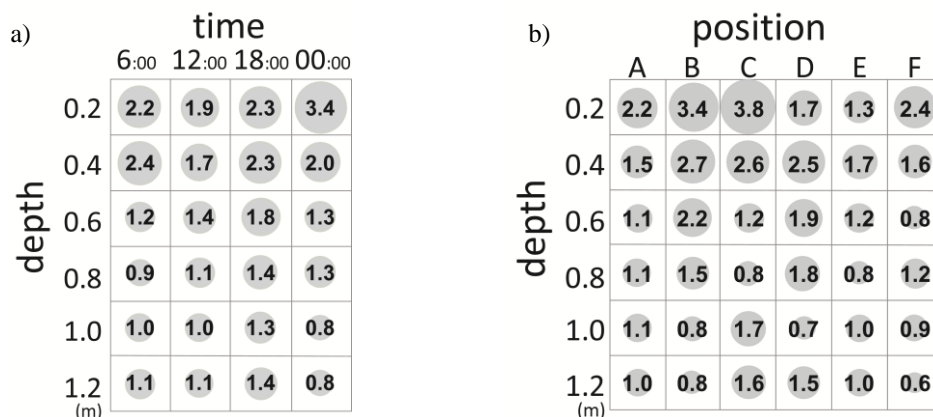 a)
time
6:00 12:00 18:00 00:00
depth
0.2 2.2 1.9 2.3 3.4
0.4 2.4 1.7 2.3 2.0
0.6 1.2 1.4 1.8 1.3
0.8 0.9 1.1 1.4 1.3
1.0 1.0 1.0 1.3 0.8
1.2 1.1 1.1 1.4 0.8
(m)
b)
position
A B C D E F
depth
0.2 2.2 3.4 3.8 1.7 1.3 2.4
0.4 1.5 2.7 2.6 2.5 1.7 1.6
0.6 1.1 2.2 1.2 1.9 1.2 0.8
0.8 1.1 1.5 0.8 1.8 0.8 1.2
1.0 1.1 0.8 1.7 0.7 1.0 0.9
1.2 1.0 0.8 1.6 1.5 1.0 0.6
(m)